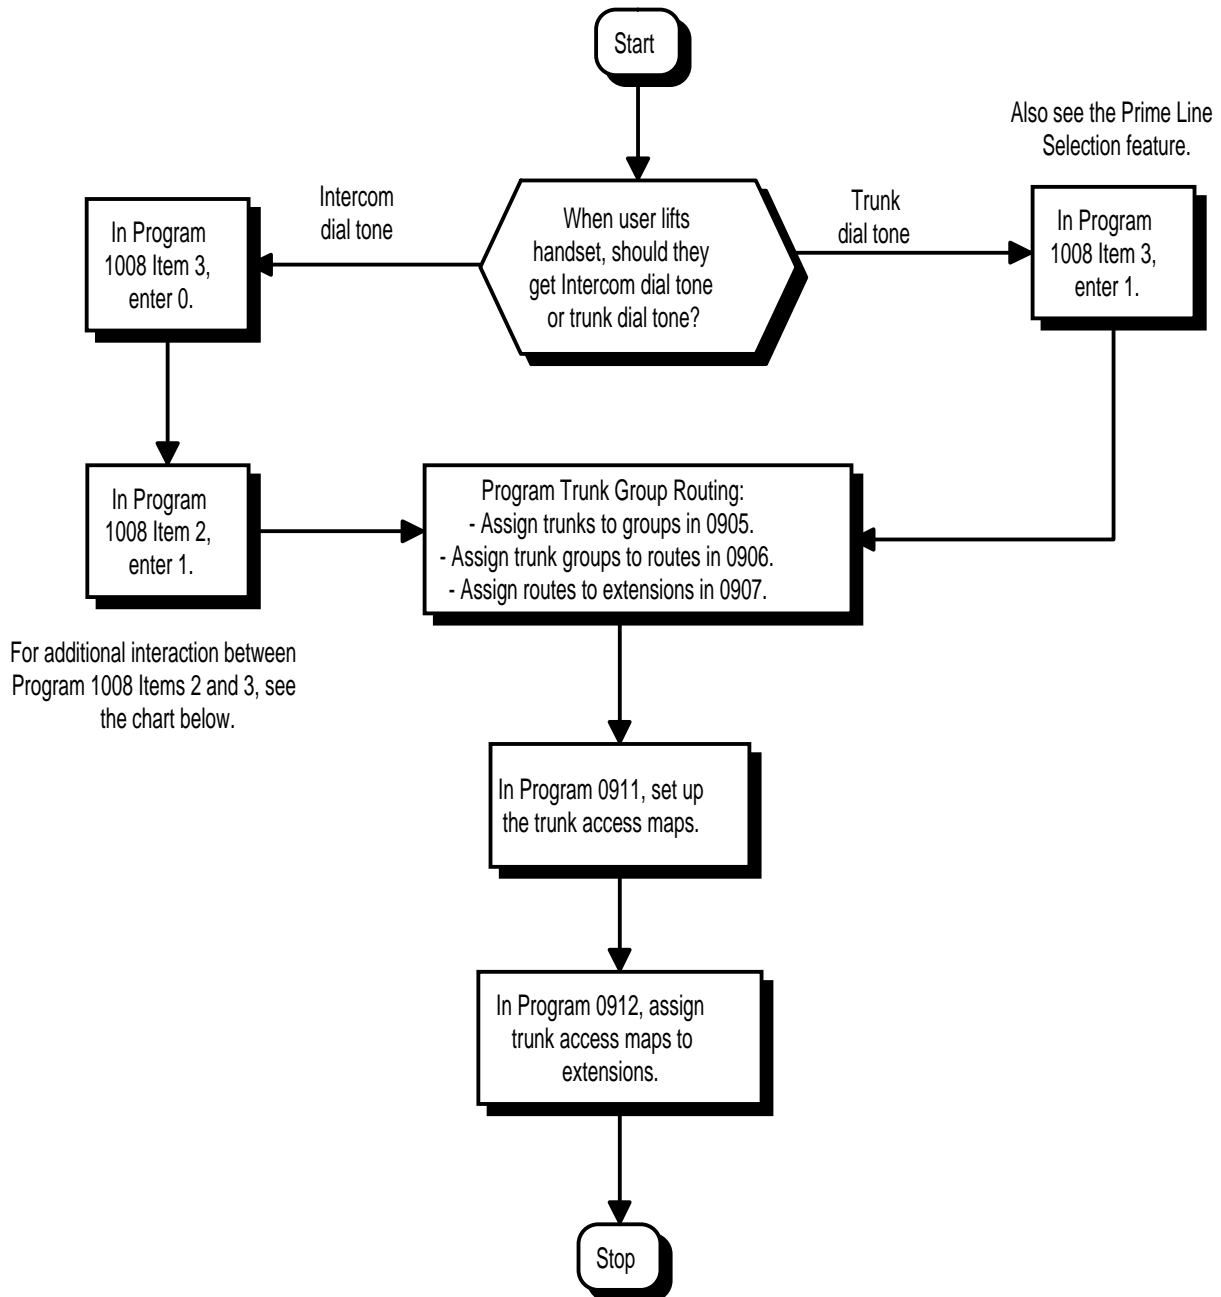 Start
Also see the Prime Line
Selection feature.
Intercom
dial tone
Trunk
dial tone
In Program
1008 Item 3,
enter 0.
When user lifts
handset, should they
get Intercom dial tone
or trunk dial tone?
In Program
1008 Item 3,
enter 1.
In Program
1008 Item 2,
enter 1.
Program Trunk Group Routing:
- Assign trunks to groups in 0905.
- Assign trunk groups to routes in 0906.
- Assign routes to extensions in 0907.
For additional interaction between
Program 1008 Items 2 and 3, see
the chart below.
In Program 0911, set up
the trunk access maps.
In Program 0912, assign
trunk access maps to
extensions.
Stop